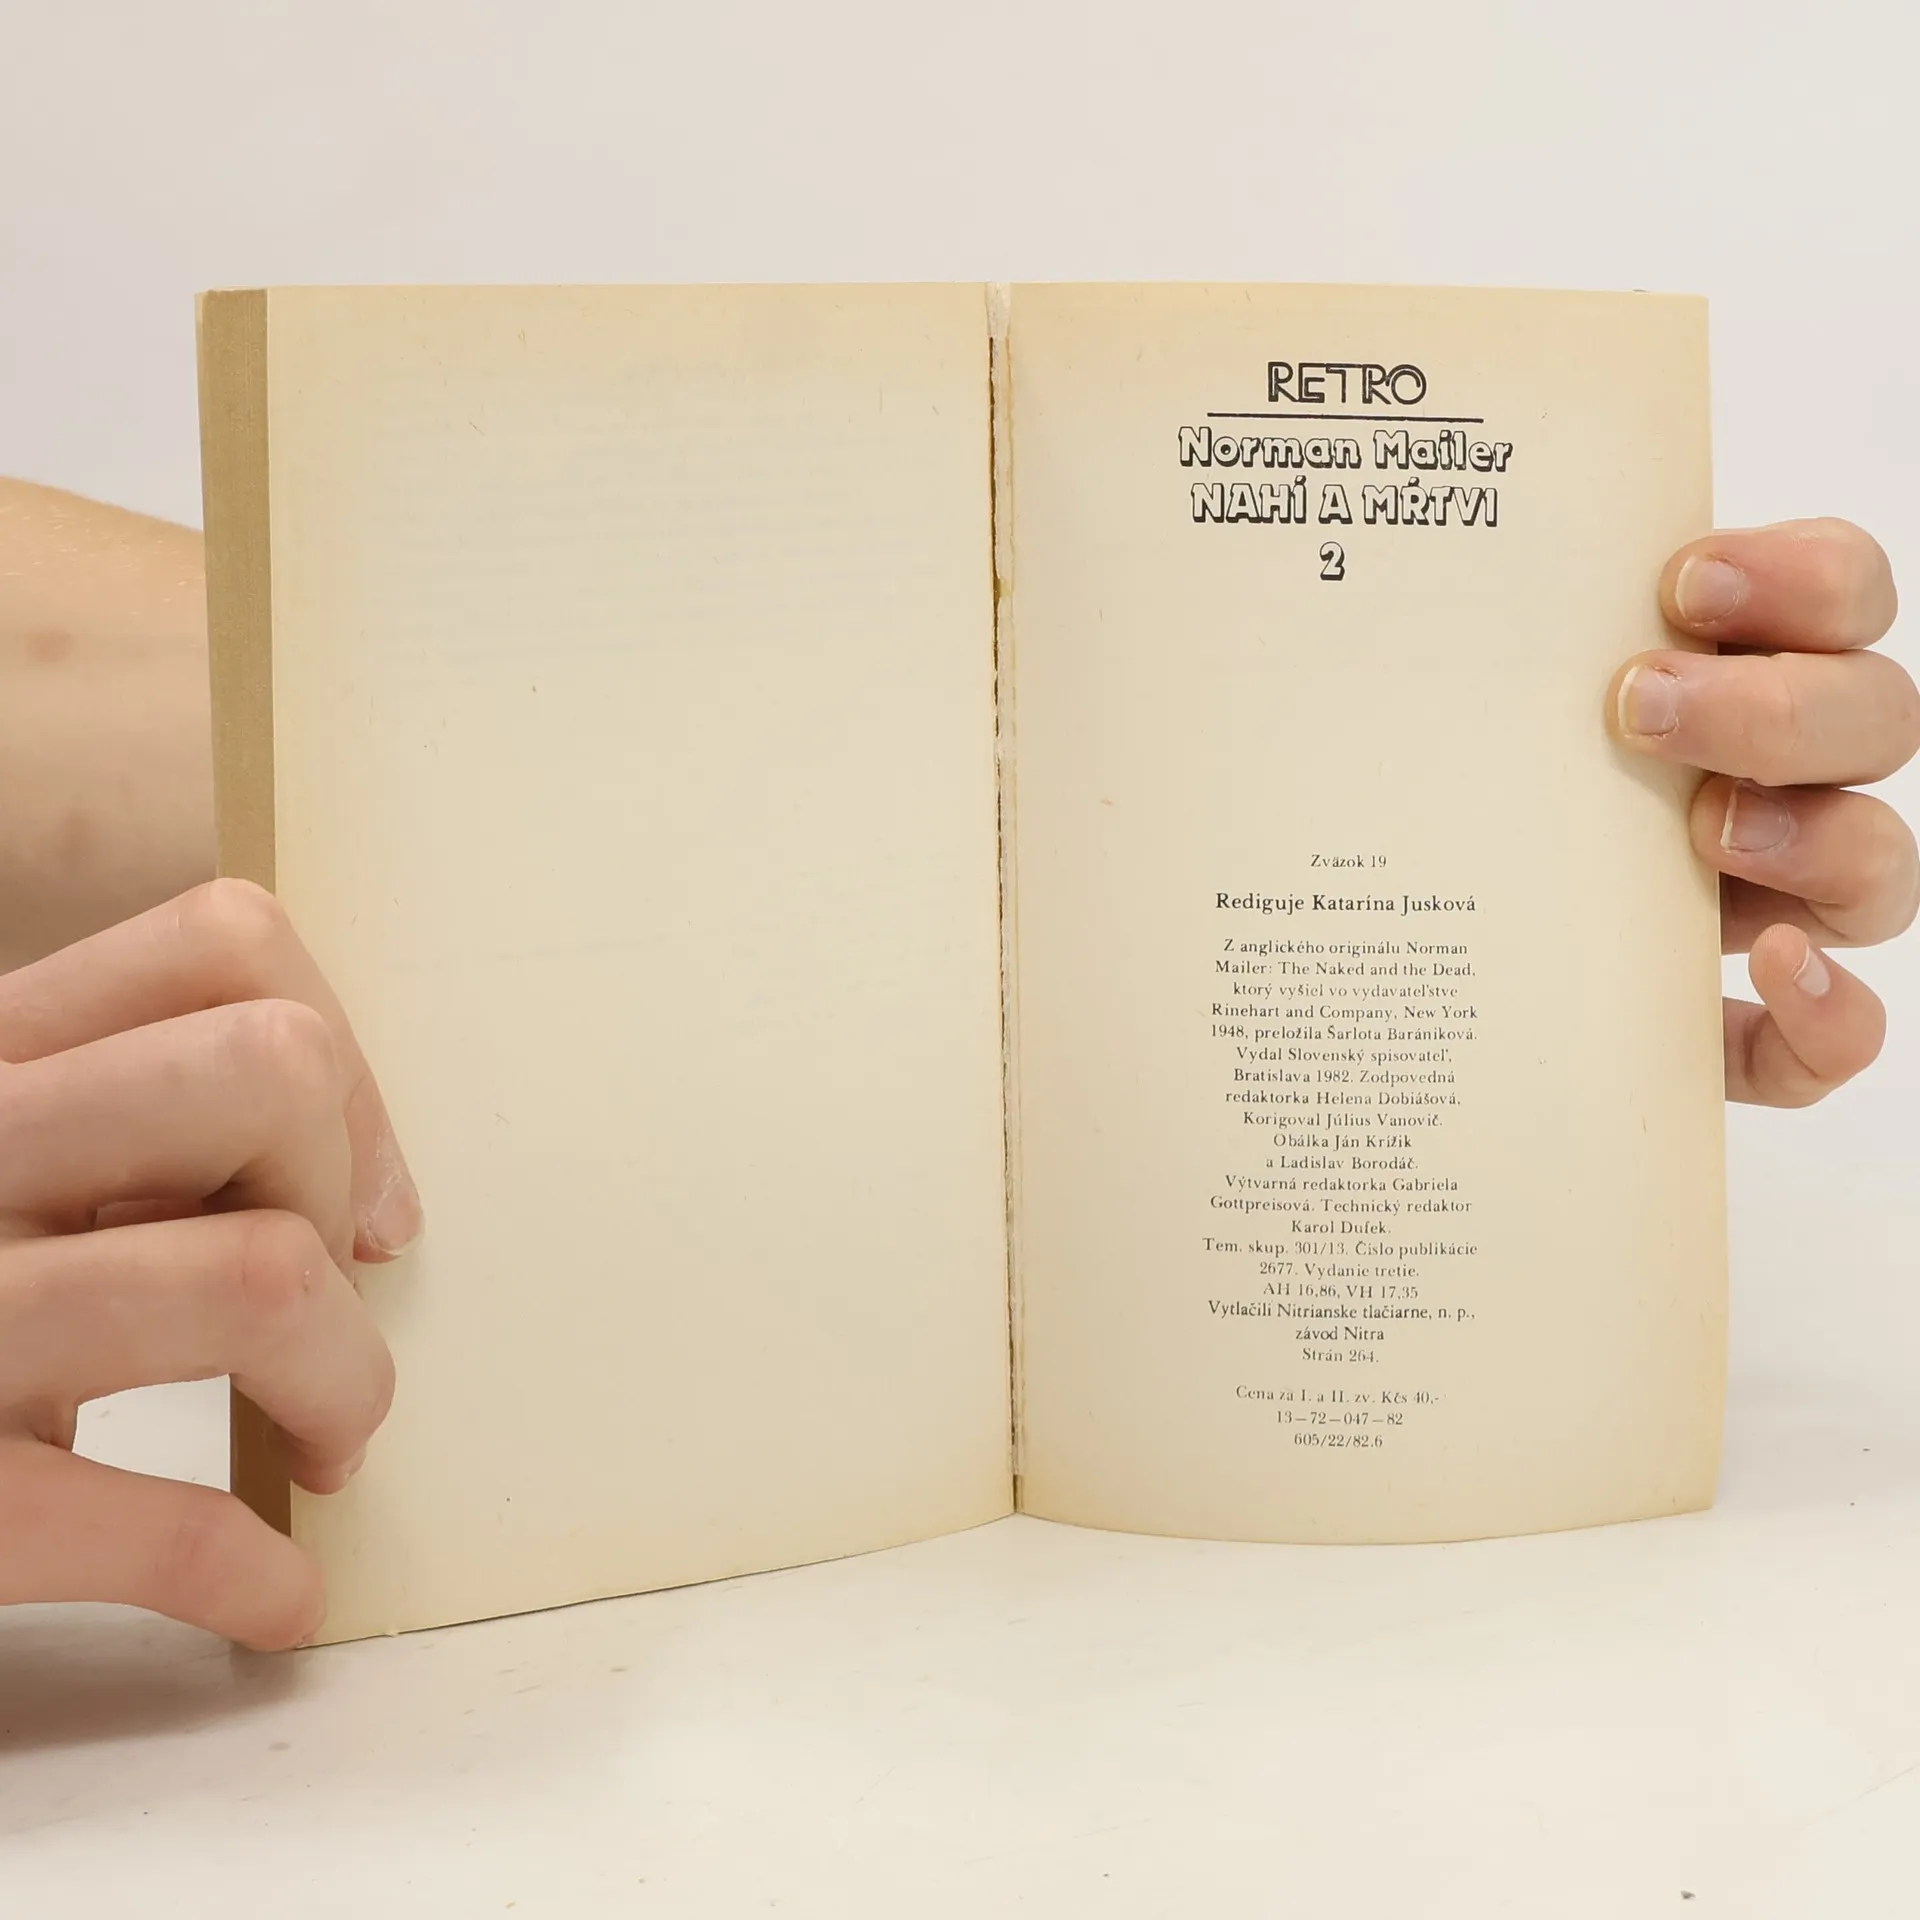 RETRO
Norman Mailer
NAHÍ A MŔTVI
2
Zväzok 19
Rediguje Katarína Jusková
Z anglického originálu Norman
Mailer: The Naked and the Dead,
ktorý vyšiel vo vydavateľstve
Rinehart and Company, New York
1948, preložila Šarlota Barániková.
Vydal Slovenský spisovateľ,
Bratislava 1982. Zodpovedná
redaktorka Helena Dobiášová.
Korigoval Július Vanovič.
Obálka Ján Krížik
a Ladislav Borodáč.
Výtvarná redaktorka Gabriela
Gottpreisová. Technický redaktor
Karol Dufek.
Tem. skup. 301/13. Číslo publikácie
2677. Vydanie tretie.
AH 16,86, VH 17,35
Vytlačili Nitrianske tlačiarne, n. p.,
závod Nitra
Strán 264.
Cena za I. a II. zv. Kčs 40,-
13—72—047—82
605/22/82.6